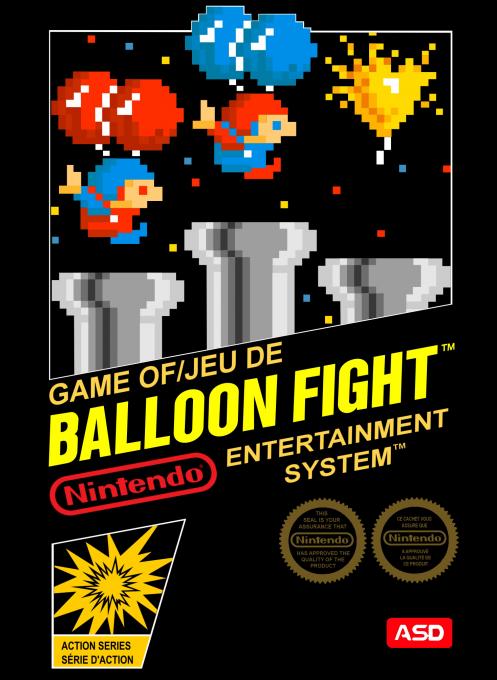 GAME OF/JEU DE
BALLOON FIGHT™
Nintendo®
ENTERTAINMENT
SYSTEM™
THIS
SEAL IS YOUR
ASSURANCE THAT
Nintendo
HAS APPROVED THE
QUALITY OF THE
PRODUCT
CE CACHET VOUS
ASSURE QUE
Nintendo
A APPROUVÉ
LA QUALITÉ DE
CE PRODUIT
ACTION SERIES
SÉRIE D'ACTION
ASD